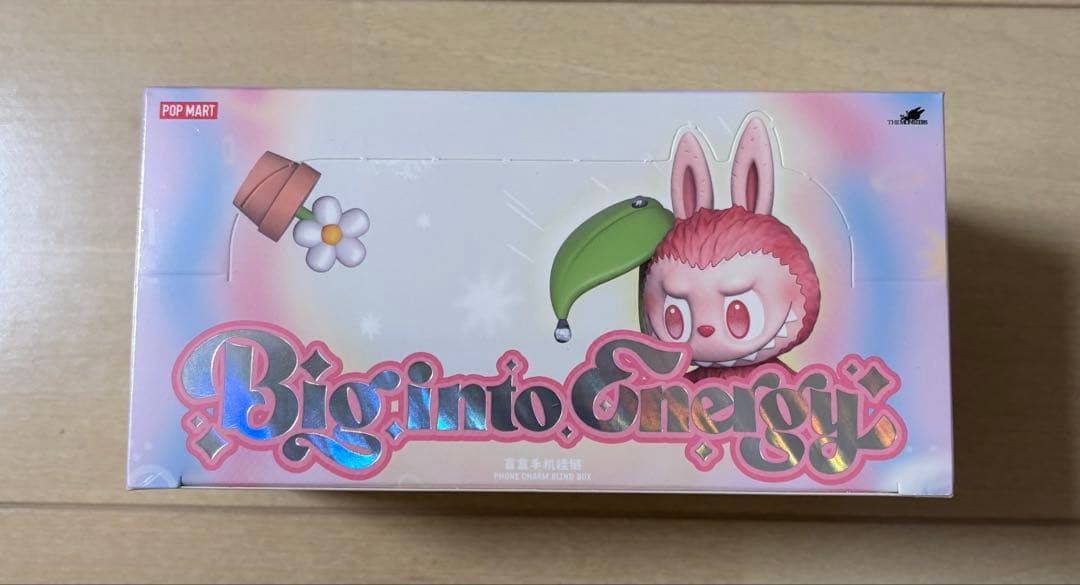 POP MART
THE MONSTERS
Big into Energy
盲盒手机挂链
PHONE CHARM BLIND BOX